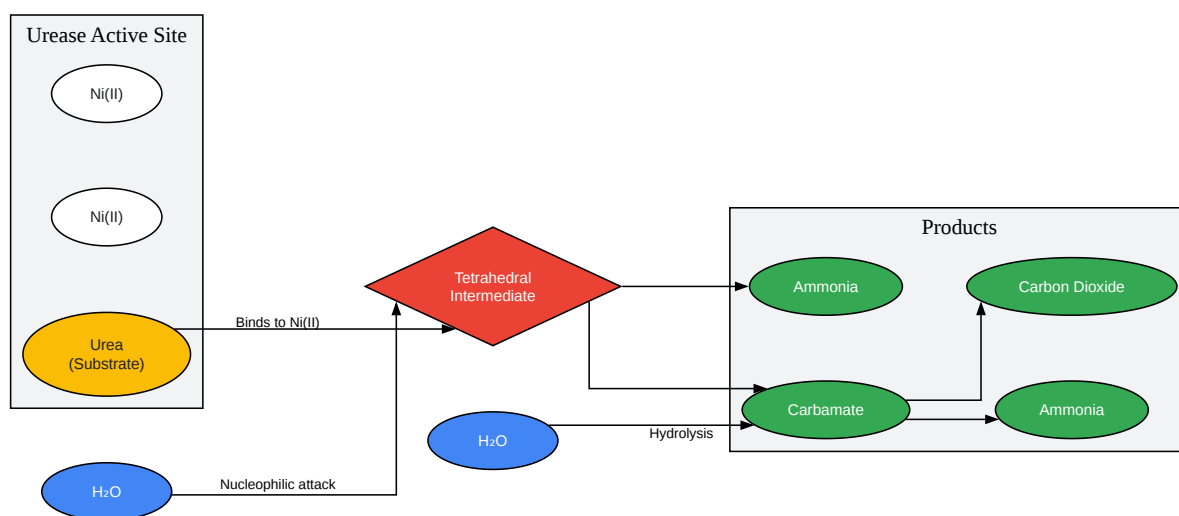 Urease Active Site
Ni(II)
Ni(II)
Urea
(Substrate)
Binds to Ni(II)
H₂O
Nucleophilic attack
Tetrahedral
Intermediate
H₂O
Hydrolysis
Products
Ammonia
Carbon Dioxide
Carbamate
Ammonia